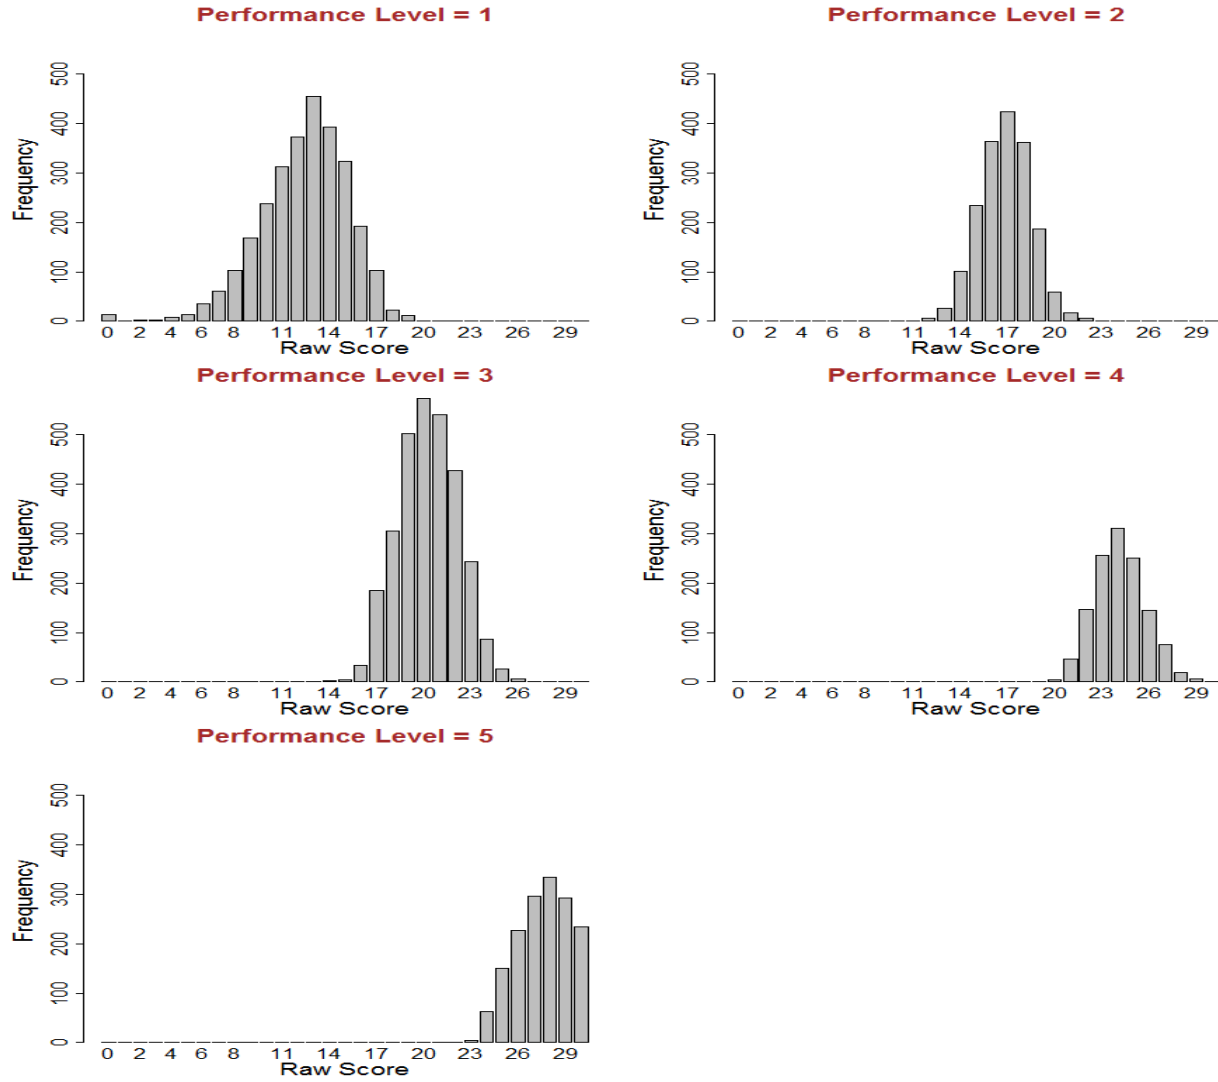 Performance Level = 1
500
400
300
200
100
0
Frequency
0 2 4 6 8 11 14 17 20 23 26 29
Raw Score
Performance Level = 2
500
400
300
200
100
0
Frequency
0 2 4 6 8 11 14 17 20 23 26 29
Raw Score
Performance Level = 3
500
400
300
200
100
0
Frequency
0 2 4 6 8 11 14 17 20 23 26 29
Raw Score
Performance Level = 4
500
400
300
200
100
0
Frequency
0 2 4 6 8 11 14 17 20 23 26 29
Raw Score
Performance Level = 5
500
400
300
200
100
0
Frequency
0 2 4 6 8 11 14 17 20 23 26 29
Raw Score